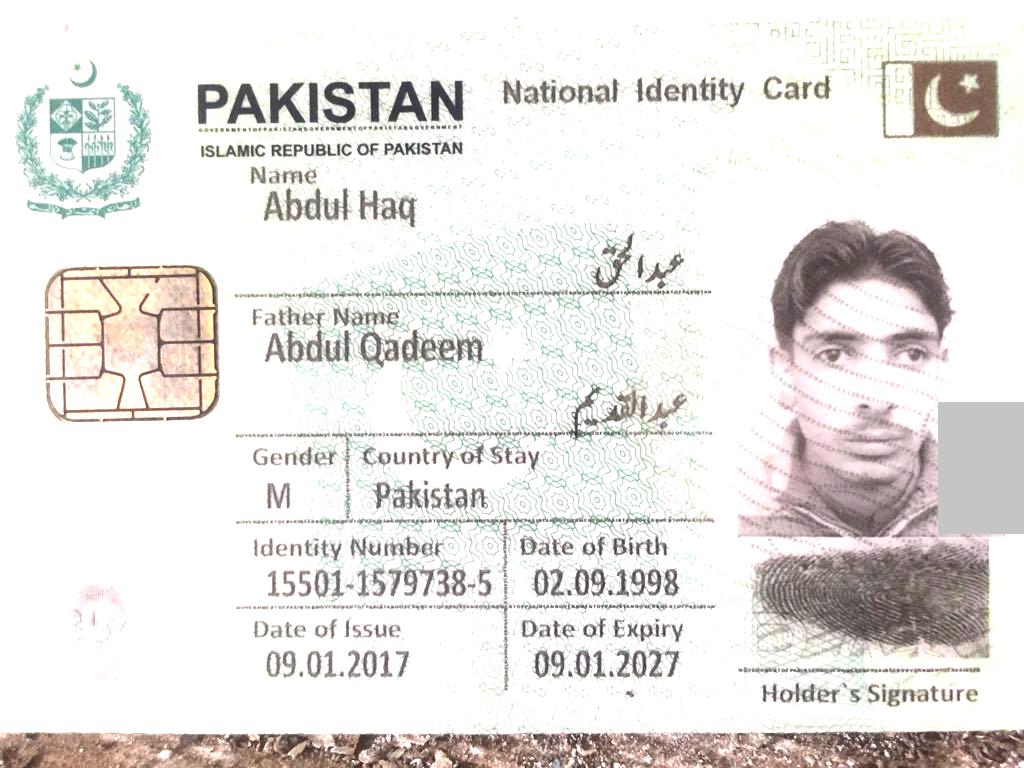 PAKISTAN
National Identity Card
ISLAMIC REPUBLIC OF PAKISTAN
Name
Abdul Haq
عبدالحق
Father Name
Abdul Qadeem
عبدالقدیم
Gender Country of Stay
M Pakistan
Identity Number Date of Birth
15501-1579738-5 02.09.1998
Date of Issue Date of Expiry
09.01.2017 09.01.2027
Holder`s Signature